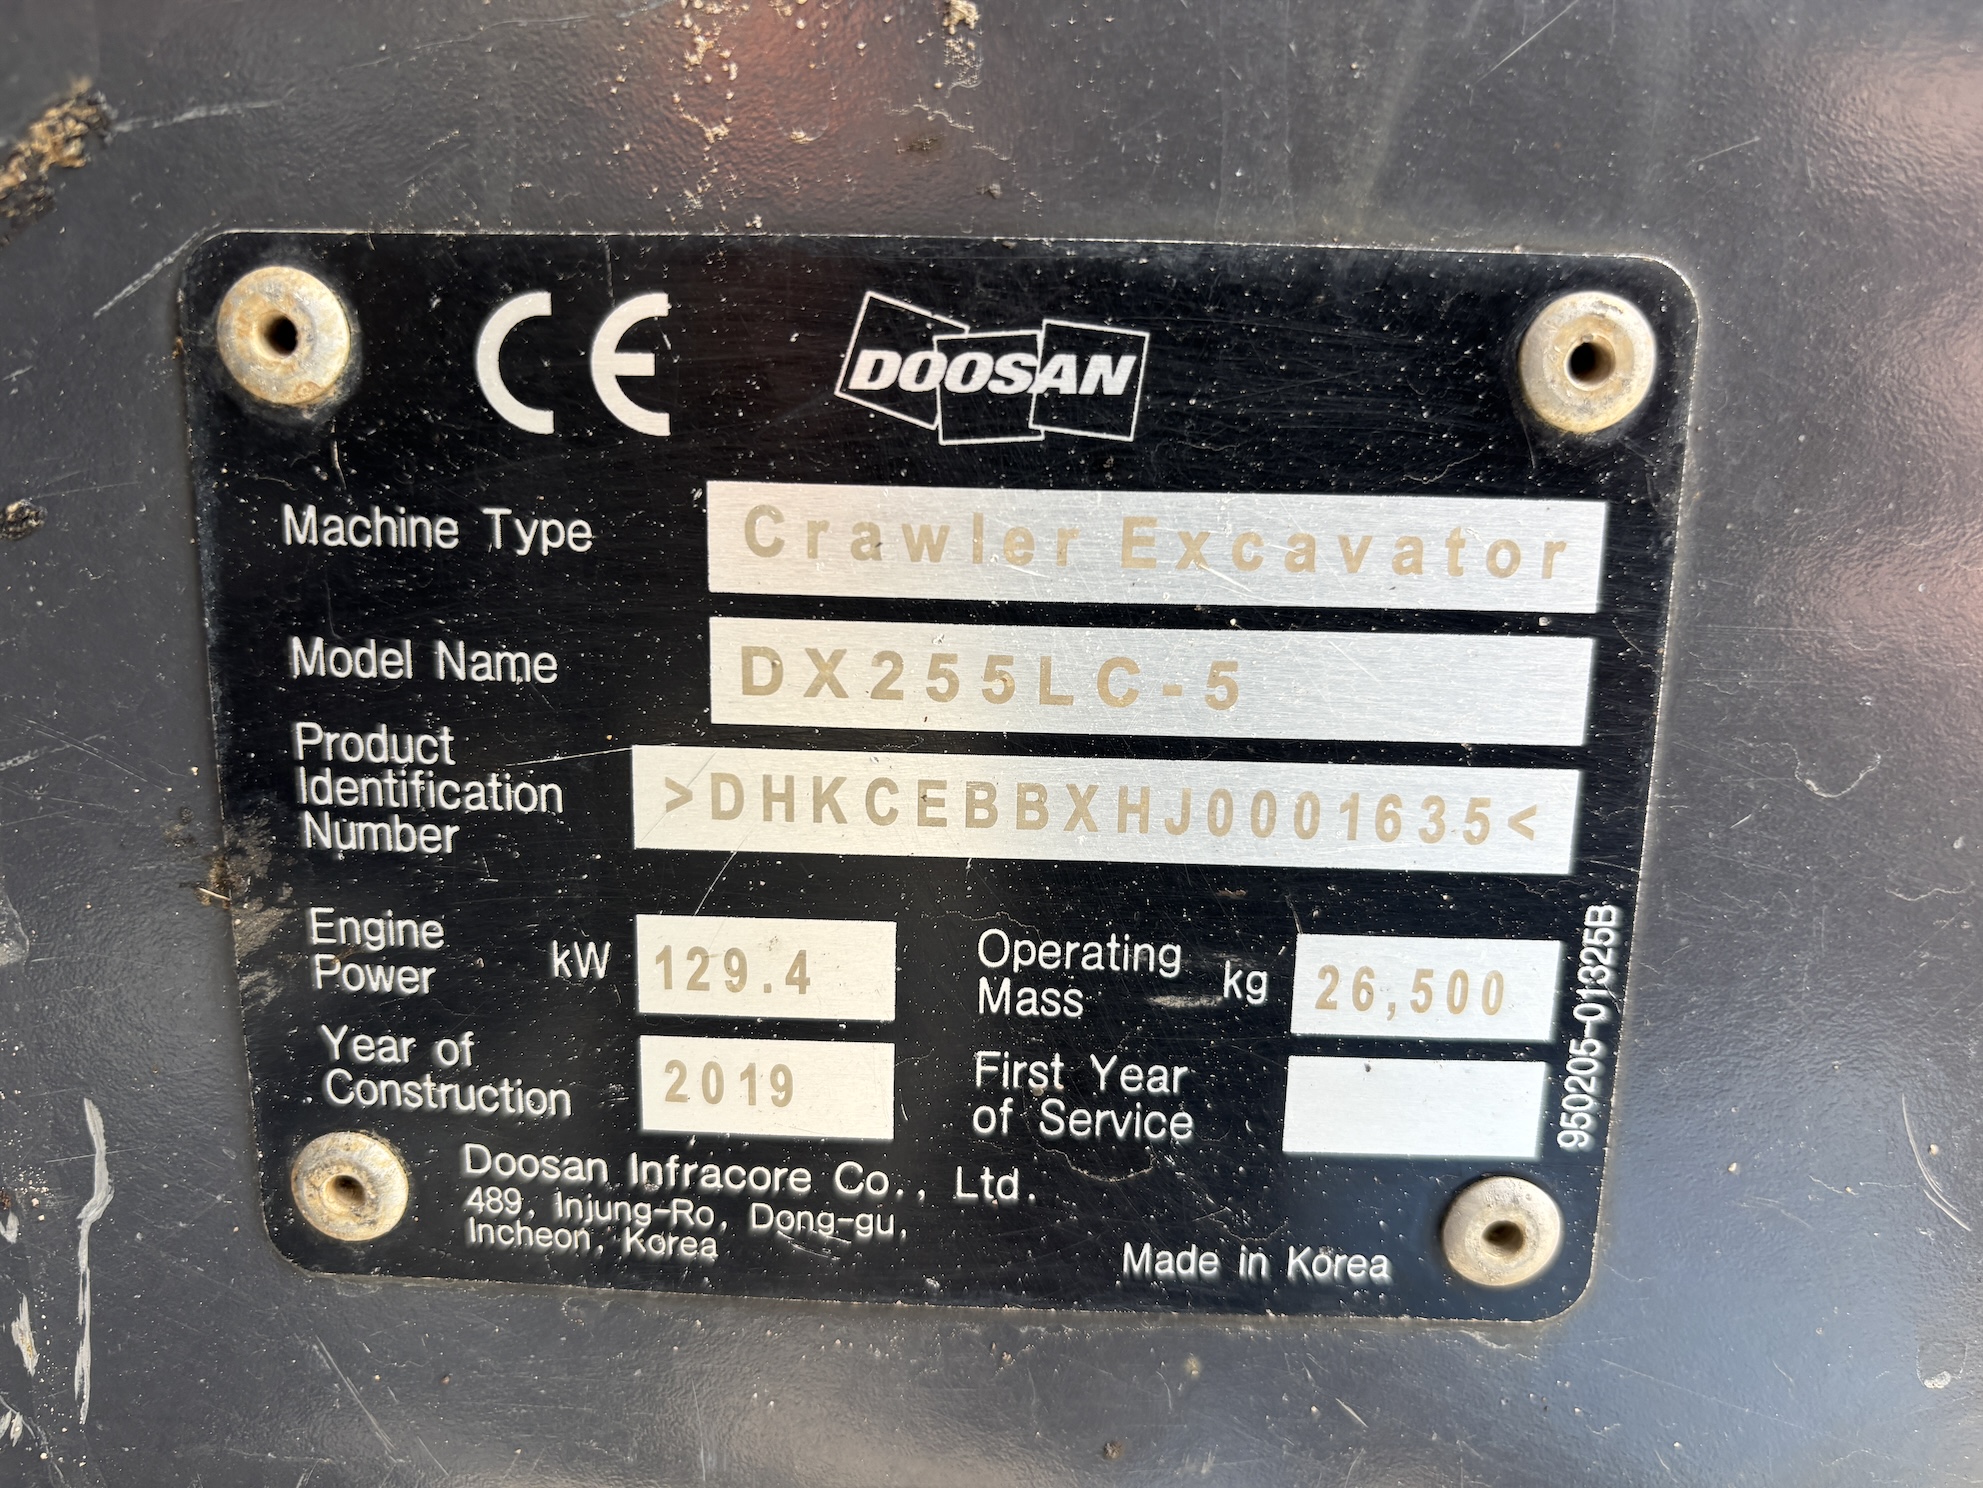 CE
DOOSAN
Machine Type Crawler Excavator
Model Name DX255LC-5
Product
Identification
Number >DHKCEBBXHJ0001635<
Engine
Power kW 129.4
Operating
Mass kg 26,500
Year of
Construction 2019
First Year
of Service
950205-01325B
Doosan Infracore Co., Ltd.
489, Injung-Ro, Dong-gu,
Incheon, Korea
Made in Korea